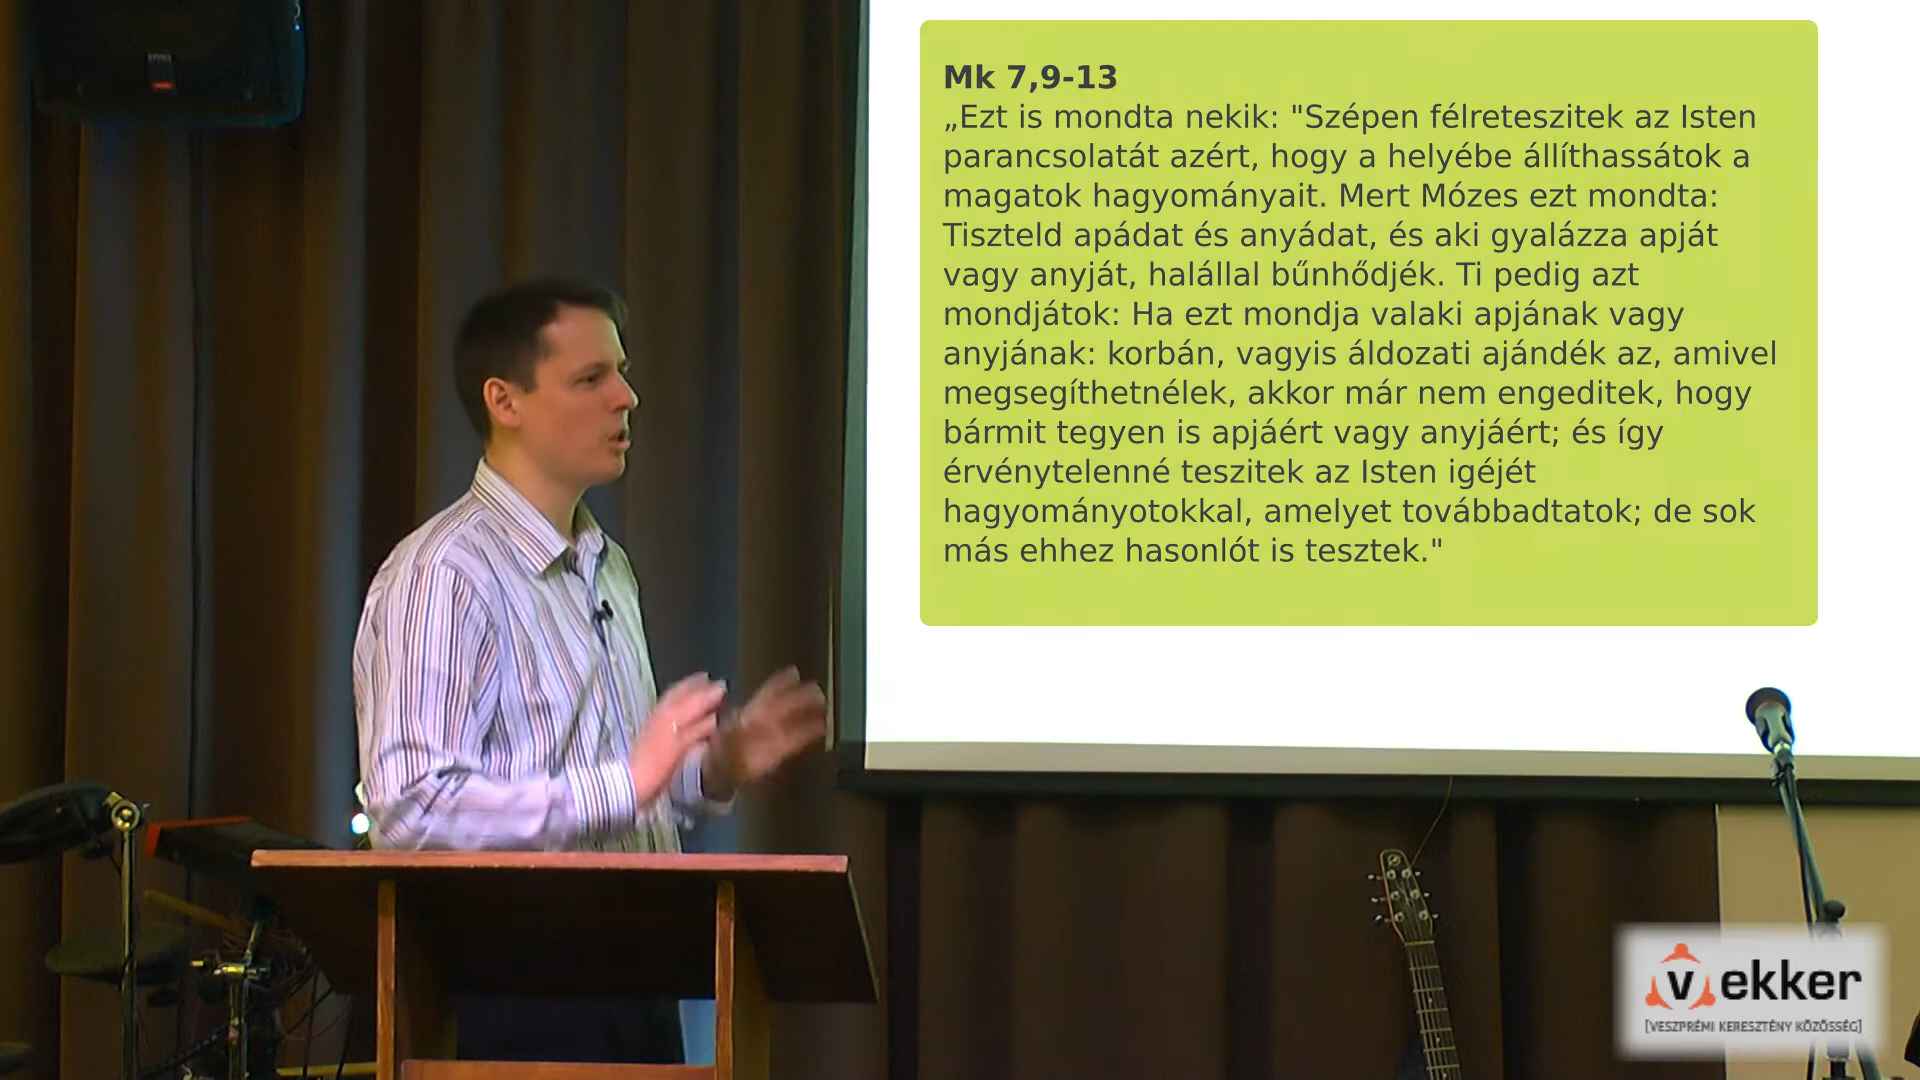 Mk 7,9-13
„Ezt is mondta nekik: "Szépen félreteszitek az Isten
parancsolatát azért, hogy a helyébe állíthassátok a
magatok hagyományait. Mert Mózes ezt mondta:
Tiszteld apádat és anyádat, és aki gyalázza apját
vagy anyját, halállal bűnhődjék. Ti pedig azt
mondjátok: Ha ezt mondja valaki apjának vagy
anyjának: korbán, vagyis áldozati ajándék az, amivel
megsegíthetnélek, akkor már nem engeditek, hogy
bármit tegyen is apjáért vagy anyjáért; és így
érvénytelenné teszitek az Isten igéjét
hagyományotokkal, amelyet továbbadtatok; de sok
más ehhez hasonlót is tesztek."
vekker
[VESZPRÉMI KERESZTÉNY KÖZÖSSÉG]